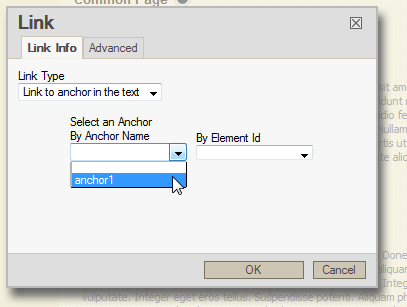 Common Page
Link
Link Info
Advanced
Link Type
Link to anchor in the text
Select an Anchor
By Anchor Name
By Element Id
anchor1
OK
Cancel
vulputate. Integer eget eros tellus. Suspendisse potenti. Aliquam ph